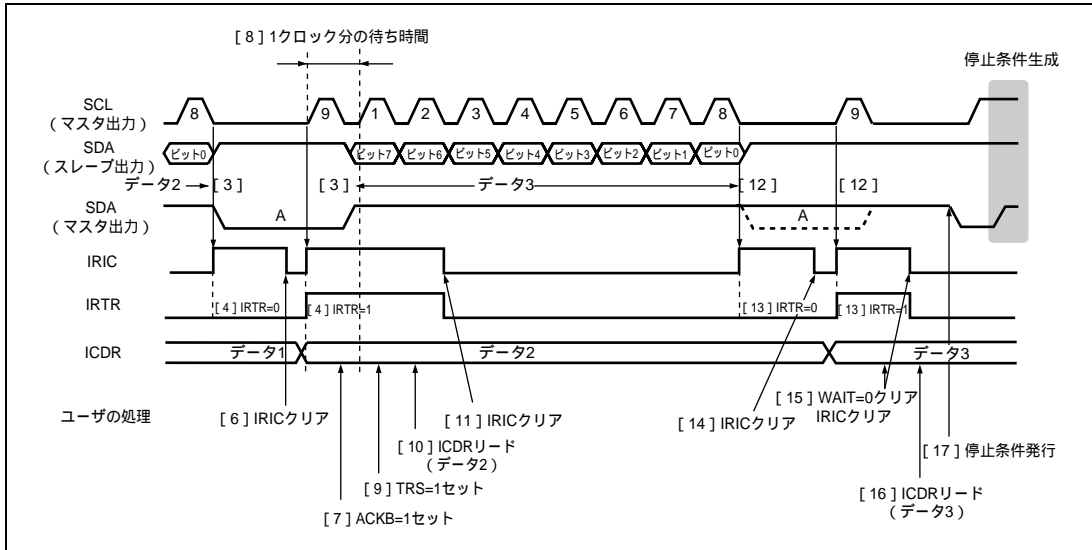 [ 8 ] 1クロック分の待ち時間
停止条件生成
SCL
（マスタ出力）
8
9
1
2
3
4
5
6
7
8
9
SDA
（スレーブ出力）
ビット0
ビット7
ビット6
ビット5
ビット4
ビット3
ビット2
ビット1
ビット0
データ2
[ 3 ]
[ 3 ]
データ3
[ 12 ]
[ 12 ]
SDA
（マスタ出力）
A
A
IRIC
IRTR
[ 4 ] IRTR=0
[ 4 ] IRTR=1
[ 13 ] IRTR=0
[ 13 ] IRTR=1
ICDR
データ1
データ2
データ3
ユーザの処理
[ 6 ] IRICクリア
[ 11 ] IRICクリア
[ 14 ] IRICクリア
[ 15 ] WAIT=0クリア
IRICクリア
[ 10 ] ICDRリード
（データ2）
[ 17 ] 停止条件発行
[ 9 ] TRS=1セット
[ 16 ] ICDRリード
（データ3）
[ 7 ] ACKB=1セット